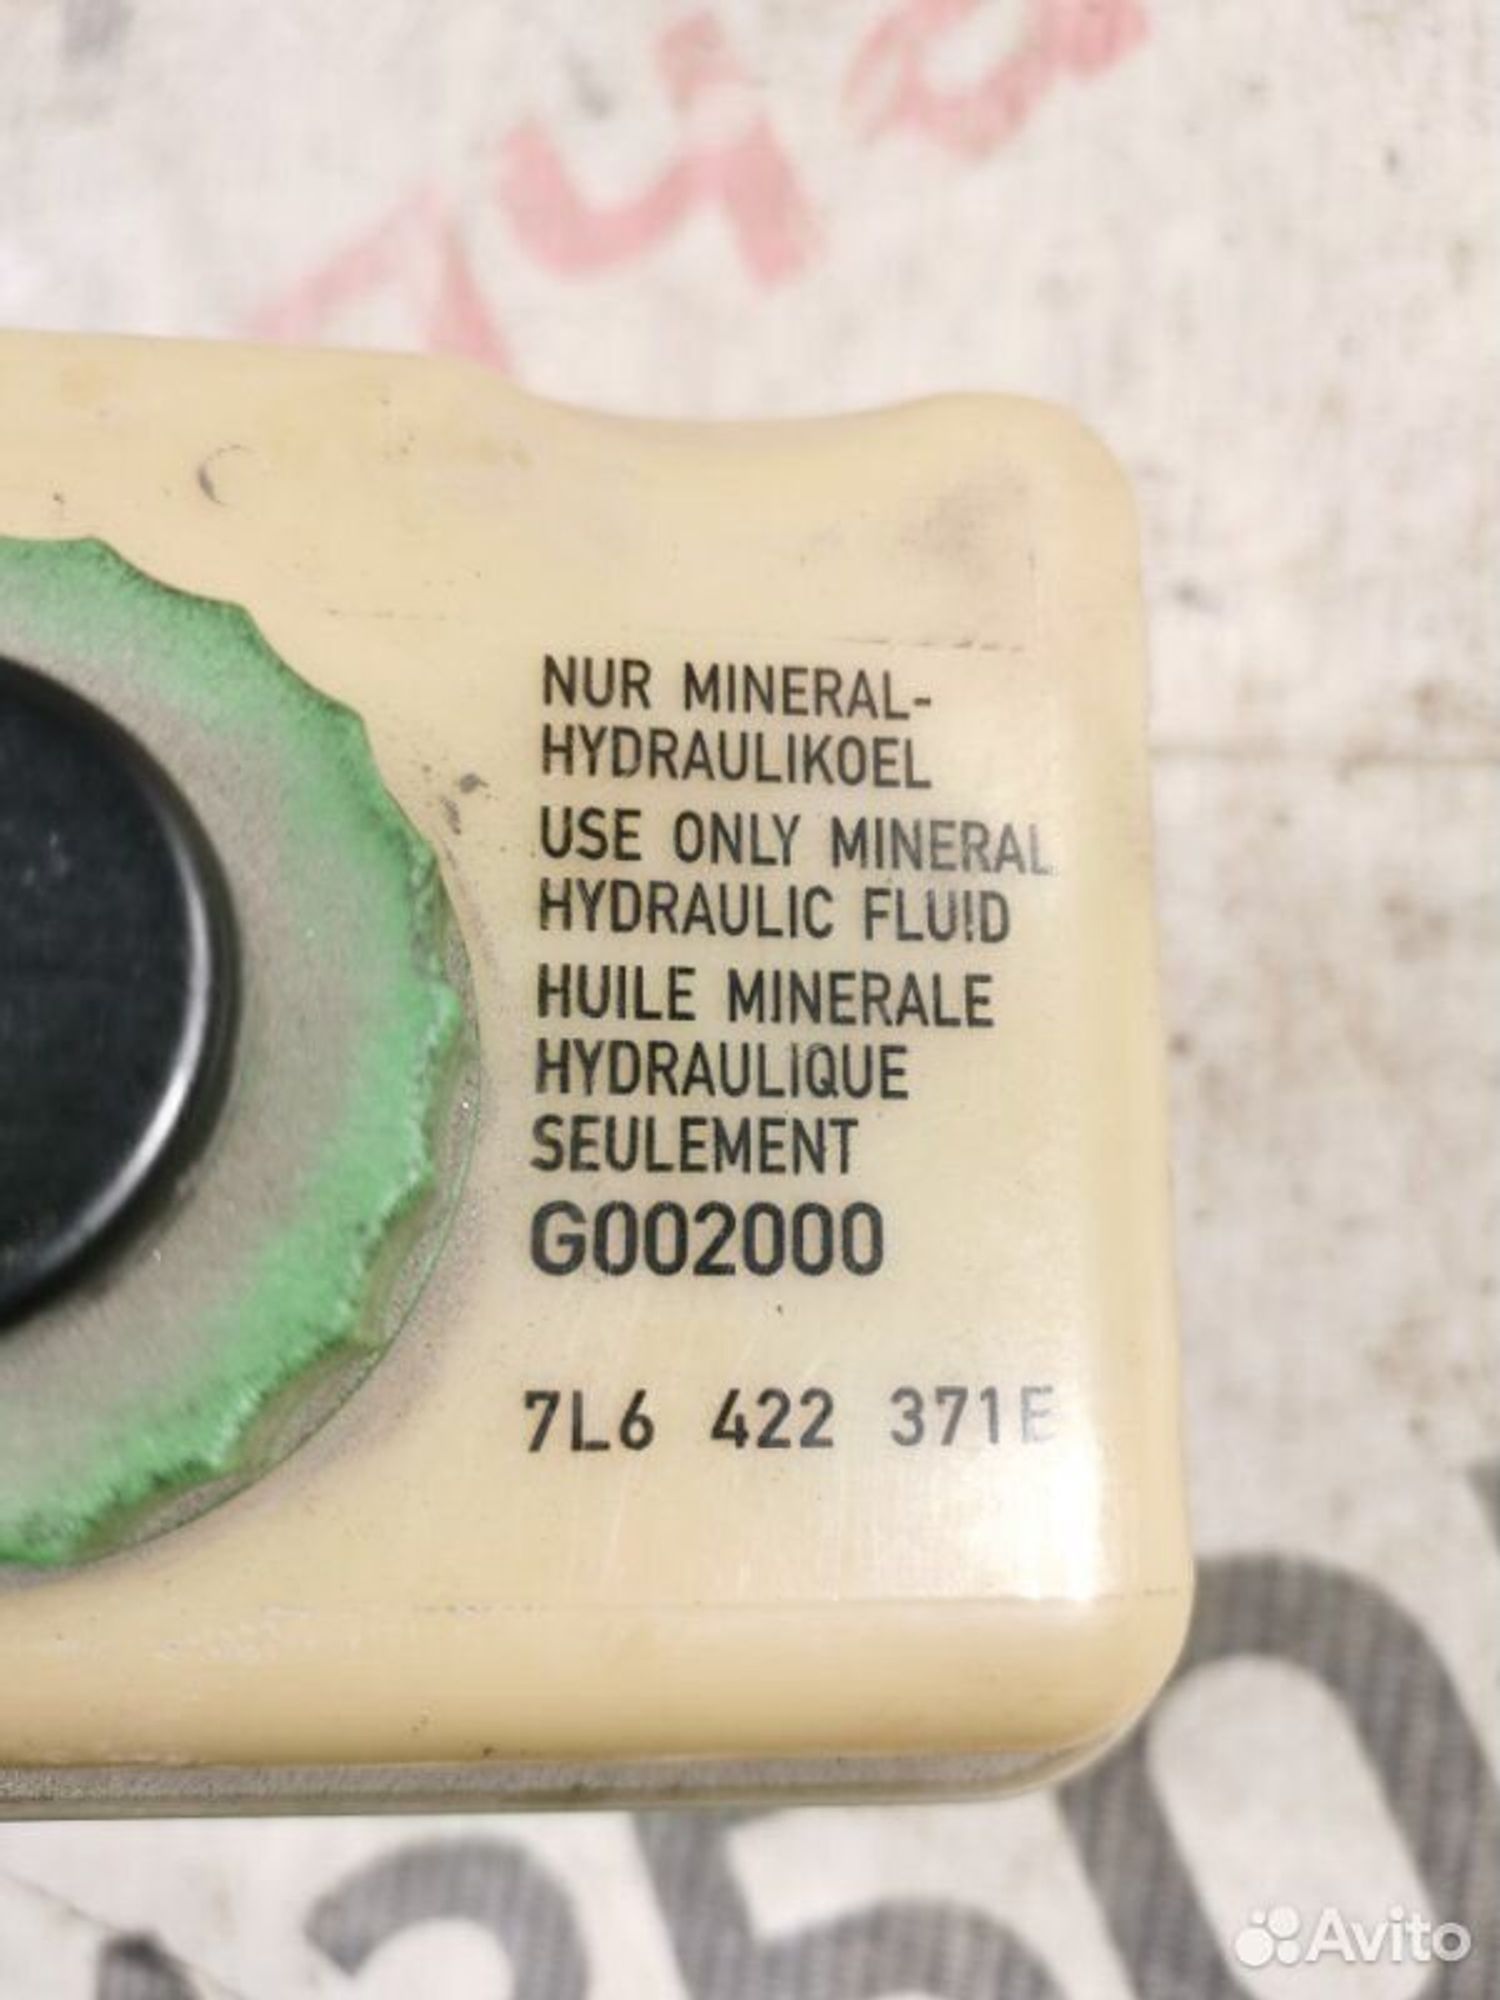 NUR MINERAL-
HYDRAULIKOEL
USE ONLY MINERAL
HYDRAULIC FLUID
HUILE MINERALE
HYDRAULIQUE
SEULEMENT
G002000
7L6 422 371E
Avito